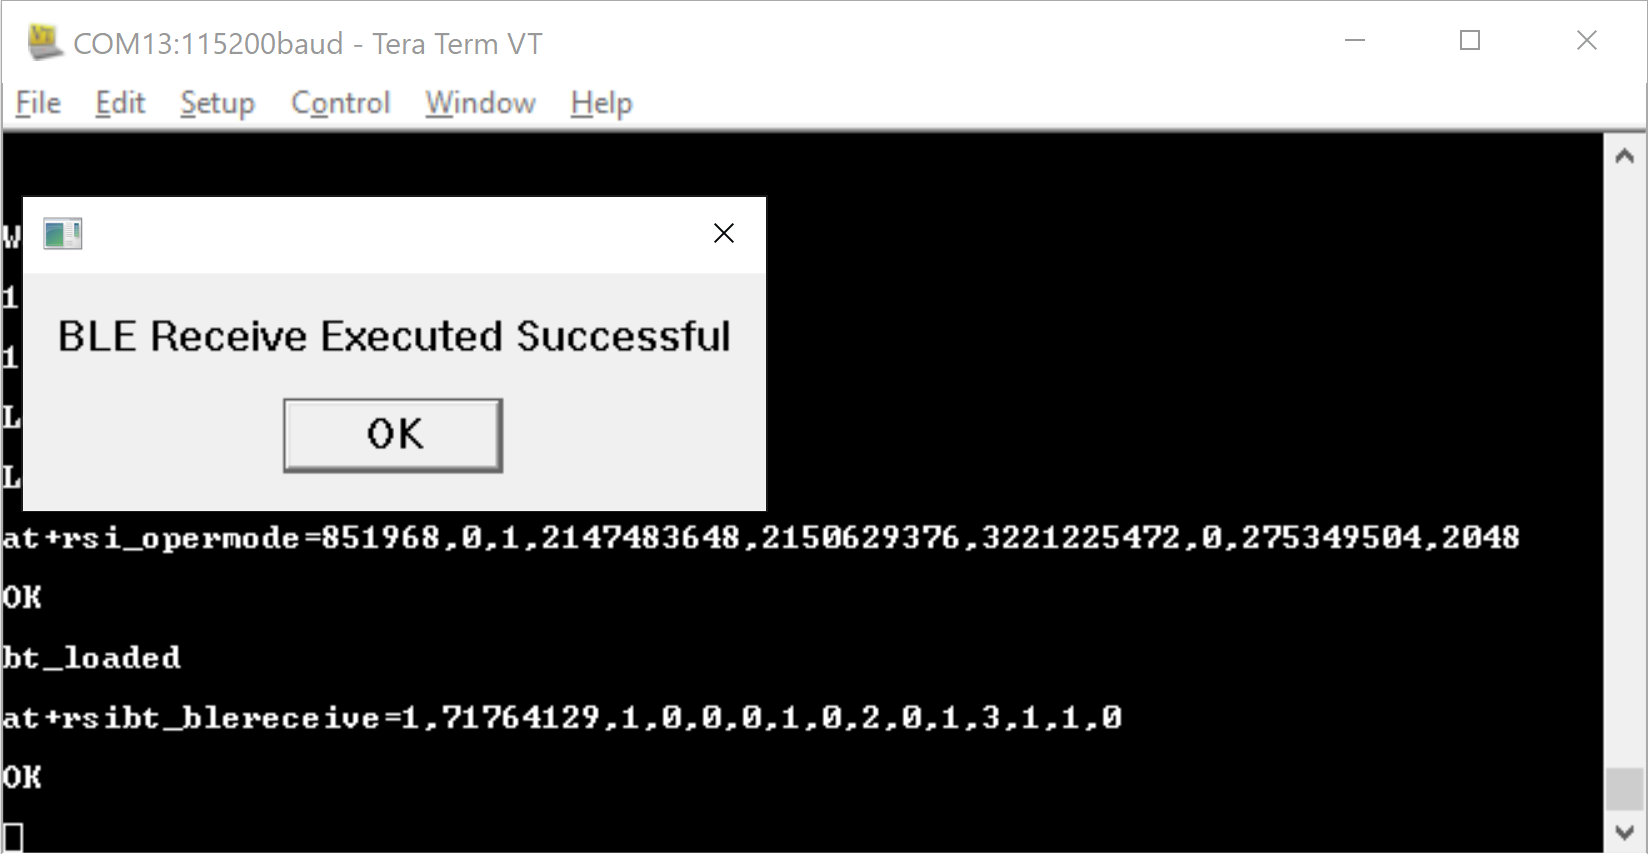 COM13:115200baud - Tera Term VT
File Edit Setup Control Window Help
W
1
1
L
L
BLE Receive Executed Successful
OK
at+rsi_opermode=851968,0,1,2147483648,2150629376,3221225472,0,275349504,2048
OK
bt_loaded
at+rsibt_blereceive=1,71764129,1,0,0,0,1,0,2,0,1,3,1,1,0
OK